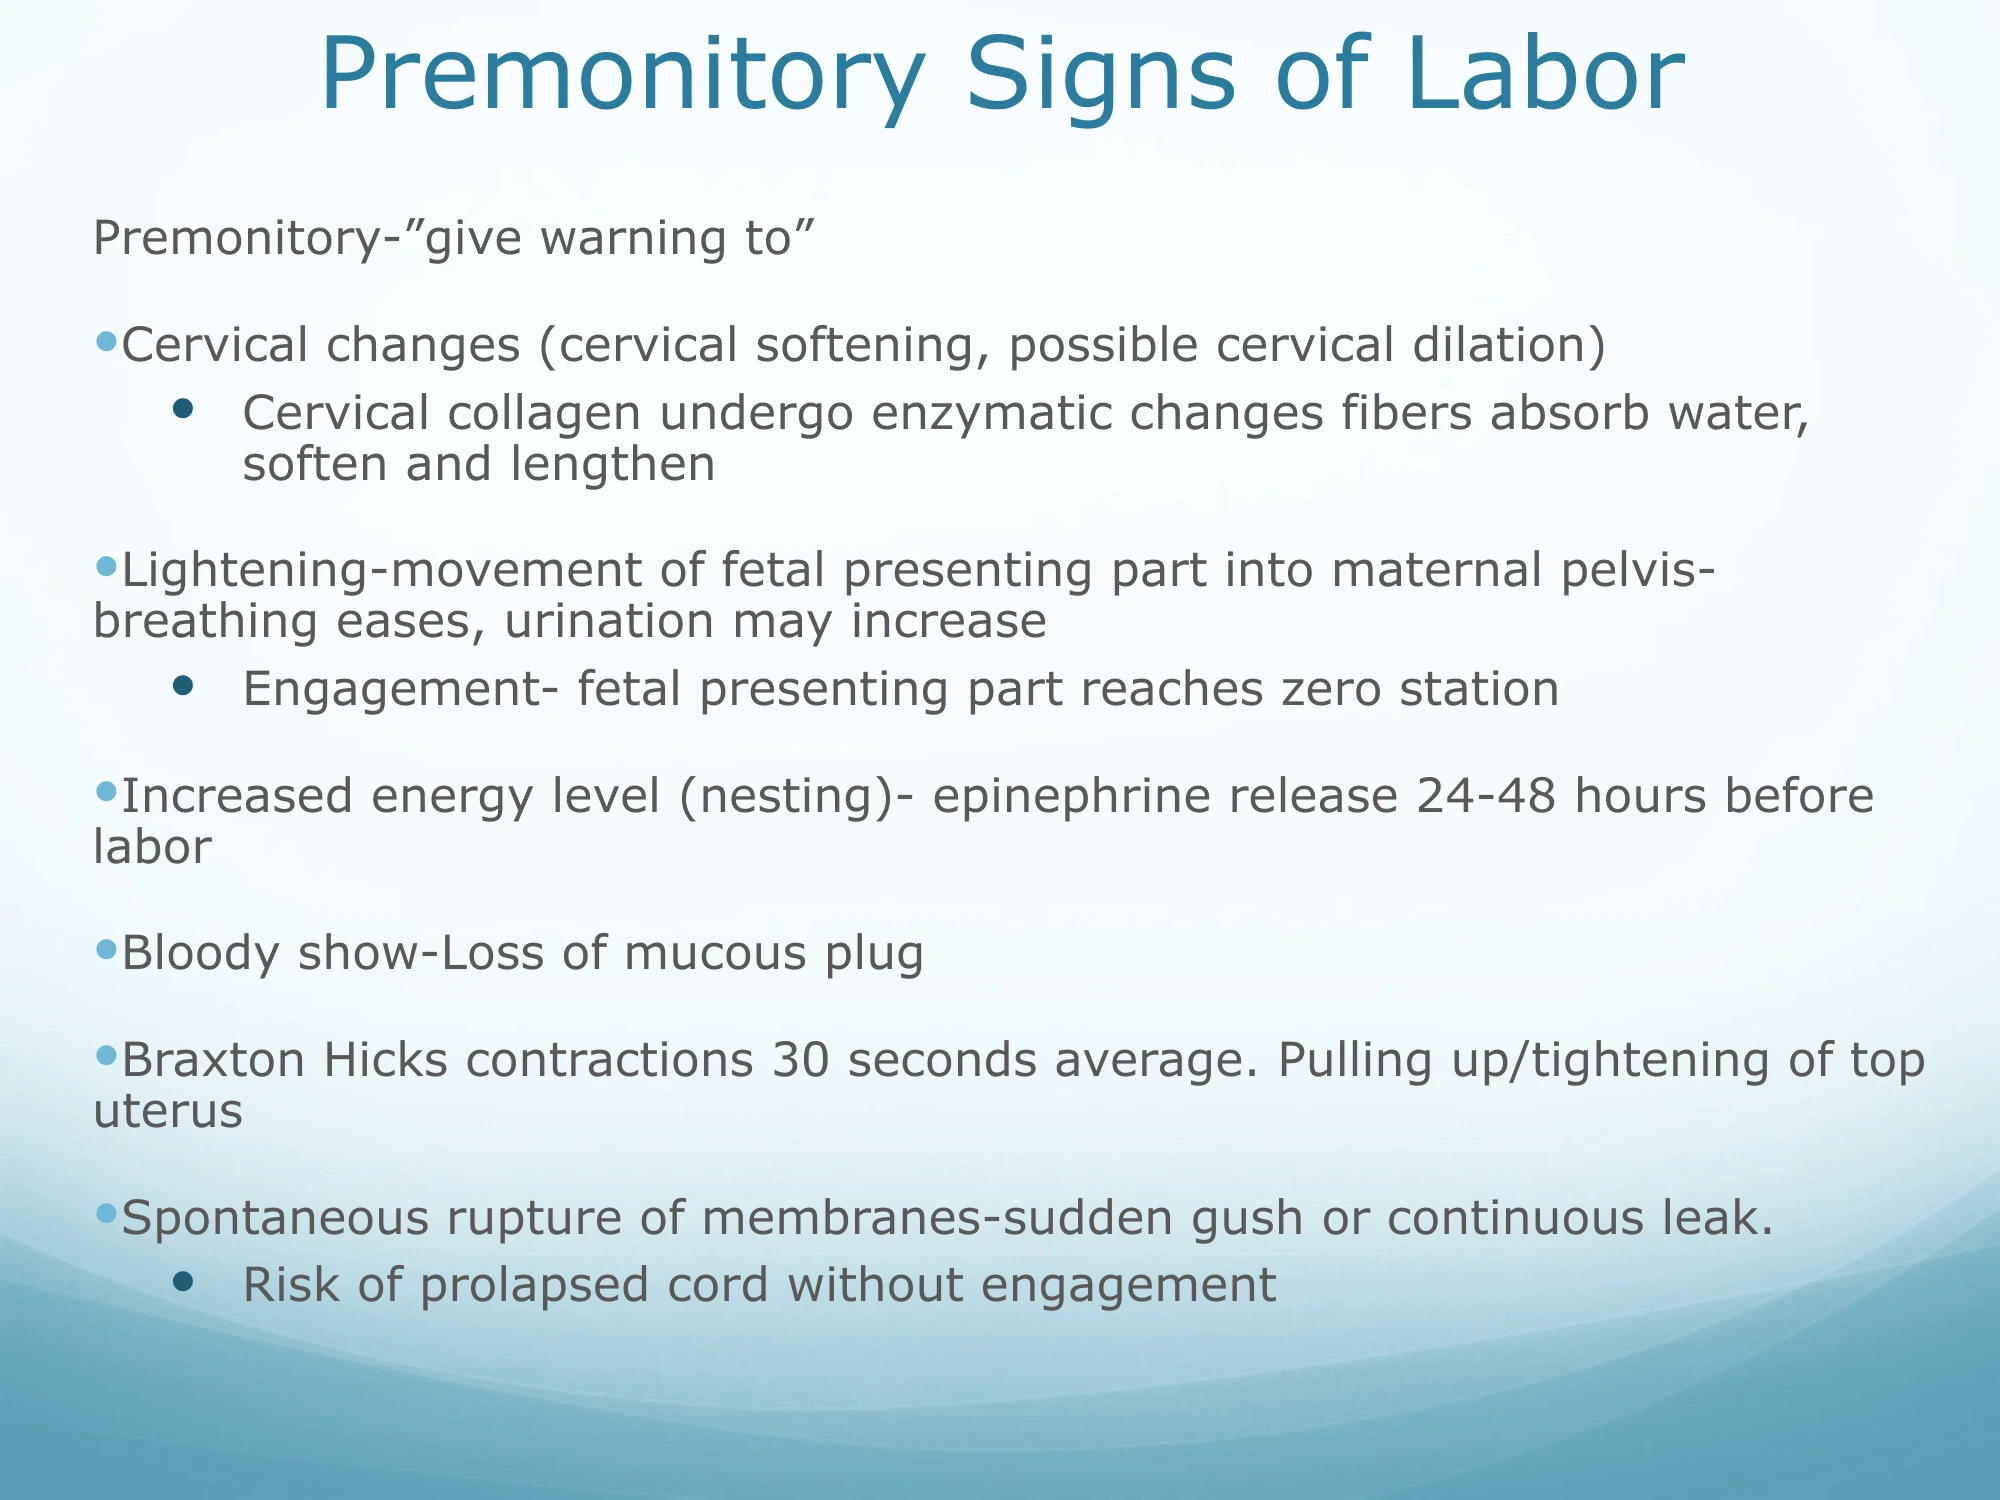 Premonitory Signs of Labor
Premonitory-”give warning to”
•Cervical changes (cervical softening, possible cervical dilation)
• Cervical collagen undergo enzymatic changes fibers absorb water,
soften and lengthen
•Lightening-movement of fetal presenting part into maternal pelvis-
breathing eases, urination may increase
• Engagement- fetal presenting part reaches zero station
•Increased energy level (nesting)- epinephrine release 24-48 hours before
labor
•Bloody show-Loss of mucous plug
•Braxton Hicks contractions 30 seconds average. Pulling up/tightening of top
uterus
•Spontaneous rupture of membranes-sudden gush or continuous leak.
• Risk of prolapsed cord without engagement